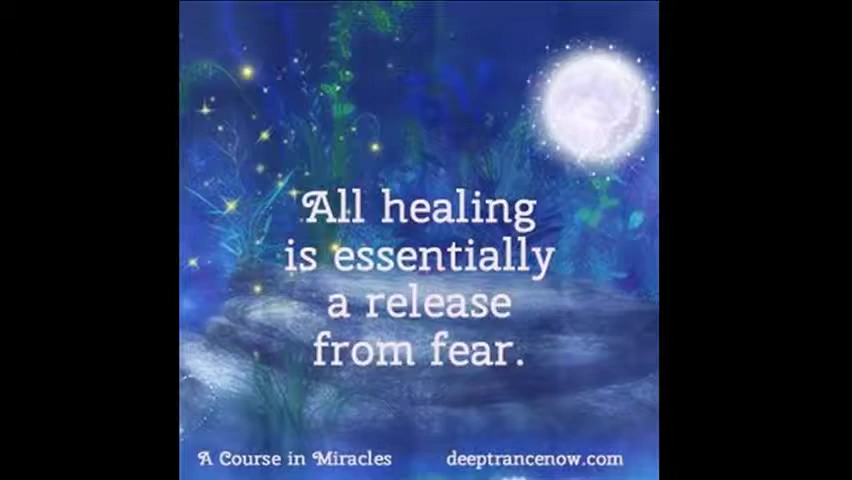 All healing
is essentially
a release
from fear.
A Course in Miracles
deeptrancenow.com